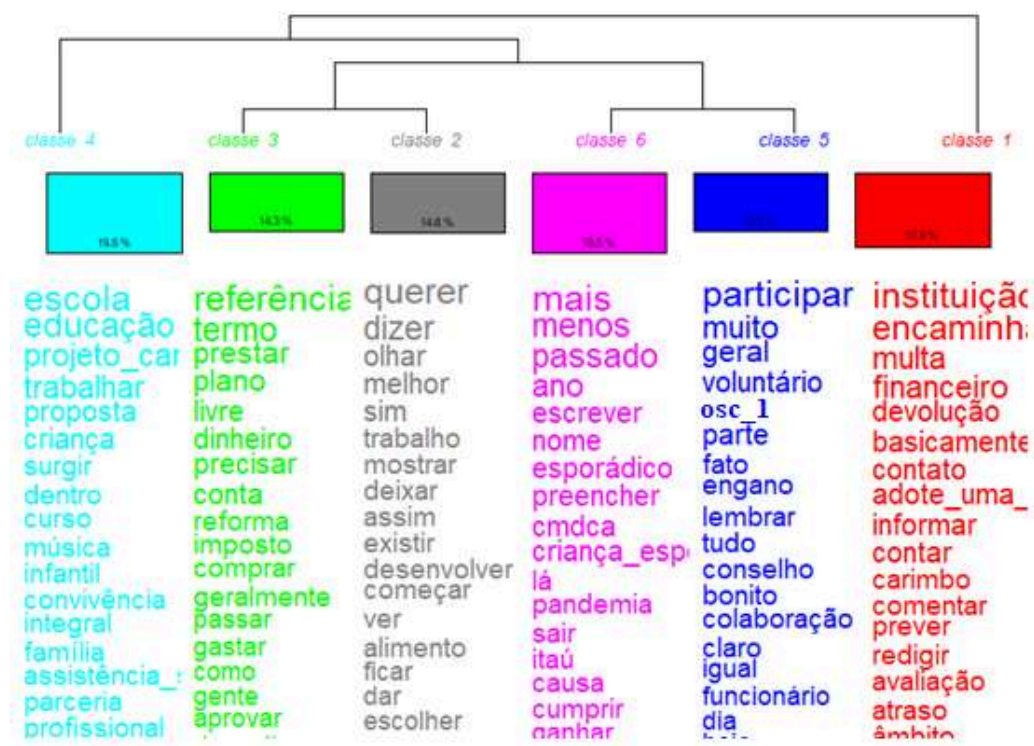 classe 4
classe 3
classe 2
classe 6
classe 5
classe 1
19.5 %
14.3 %
14.6 %
19.5 %
escola
educação
projeto_car
trabalhar
proposta
criança
surgir
dentro
curso
música
infantil
convivência
integral
família
assistência_
parceria
profissional
referência
termo
prestar
plano
livre
dinheiro
precisar
conta
reforma
imposto
comprar
geralmente
passar
gastar
como
gente
aprovar
querer
dizer
olhar
melhor
sim
trabalho
mostrar
deixar
assim
existir
desenvolver
começar
ver
alimento
ficar
dar
escolher
mais
menos
passado
ano
escrever
nome
esporádico
preencher
cmdca
criança_esp
lá
pandemia
sair
itaú
causa
cumprir
ganhar
participar
muito
geral
voluntário
osc_1
parte
fato
engano
lembrar
tudo
conselho
bonito
colaboração
claro
igual
funcionário
dia
instituição
encaminh
multa
financeiro
devolução
basicamente
contato
adote_uma_
informar
contar
carimbo
comentar
prever
redigir
avaliação
atraso
âmbito